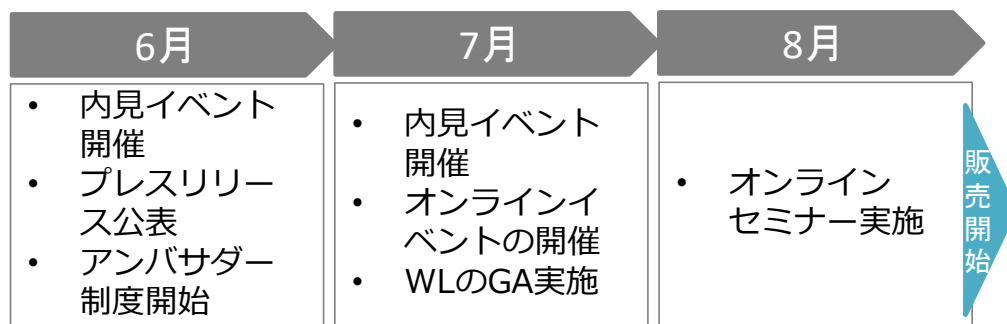 6月
• 内見イベント
開催
• プレスリリー
ス公表
• アンバサダー
制度開始
7月
• 内見イベント
開催
• オンラインイ
ベントの開催
• WLのGA実施
8月
• オンライン
セミナー実施
販売開始